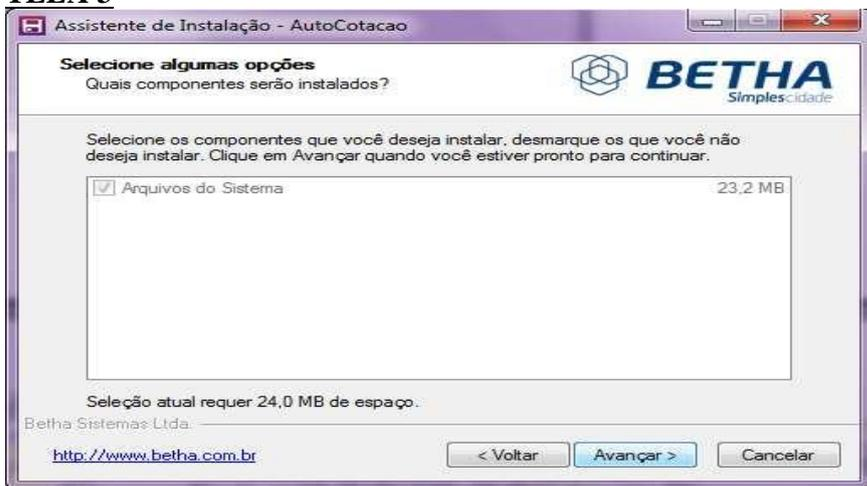 Assistente de Instalação - AutoCotacao
Selecione algumas opções
Quais componentes serão instalados?
BETHA
Simplescidade
Selecione os componentes que você deseja instalar, desmarque os que você não
deseja instalar. Clique em Avançar quando você estiver pronto para continuar.
Arquivos do Sistema 23,2 MB
Seleção atual requer 24,0 MB de espaço.
Betha Sistemas Ltda.
http://www.betha.com.br
< Voltar Avançar > Cancelar